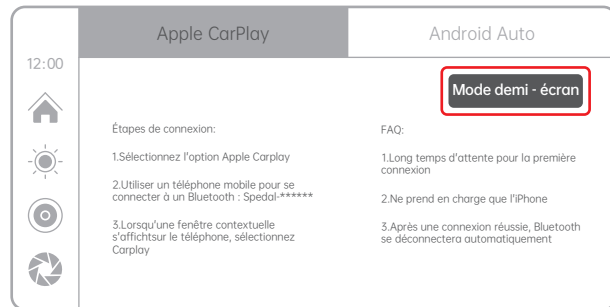 Apple CarPlay
Android Auto
12:00
Mode demi - écran
Étapes de connexion:
1.Sélectionnez l'option Apple Carplay
2.Utiliser un téléphone mobile pour se
connecter à un Bluetooth : Spedal-******
3.Lorsqu'une fenêtre contextuelle
s'affichtsur le téléphone, sélectionnez
Carplay
FAQ:
1.Long temps d'attente pour la première
connexion
2.Ne prend en charge que l'iPhone
3.Après une connexion réussie, Bluetooth
se déconnectera automatiquement